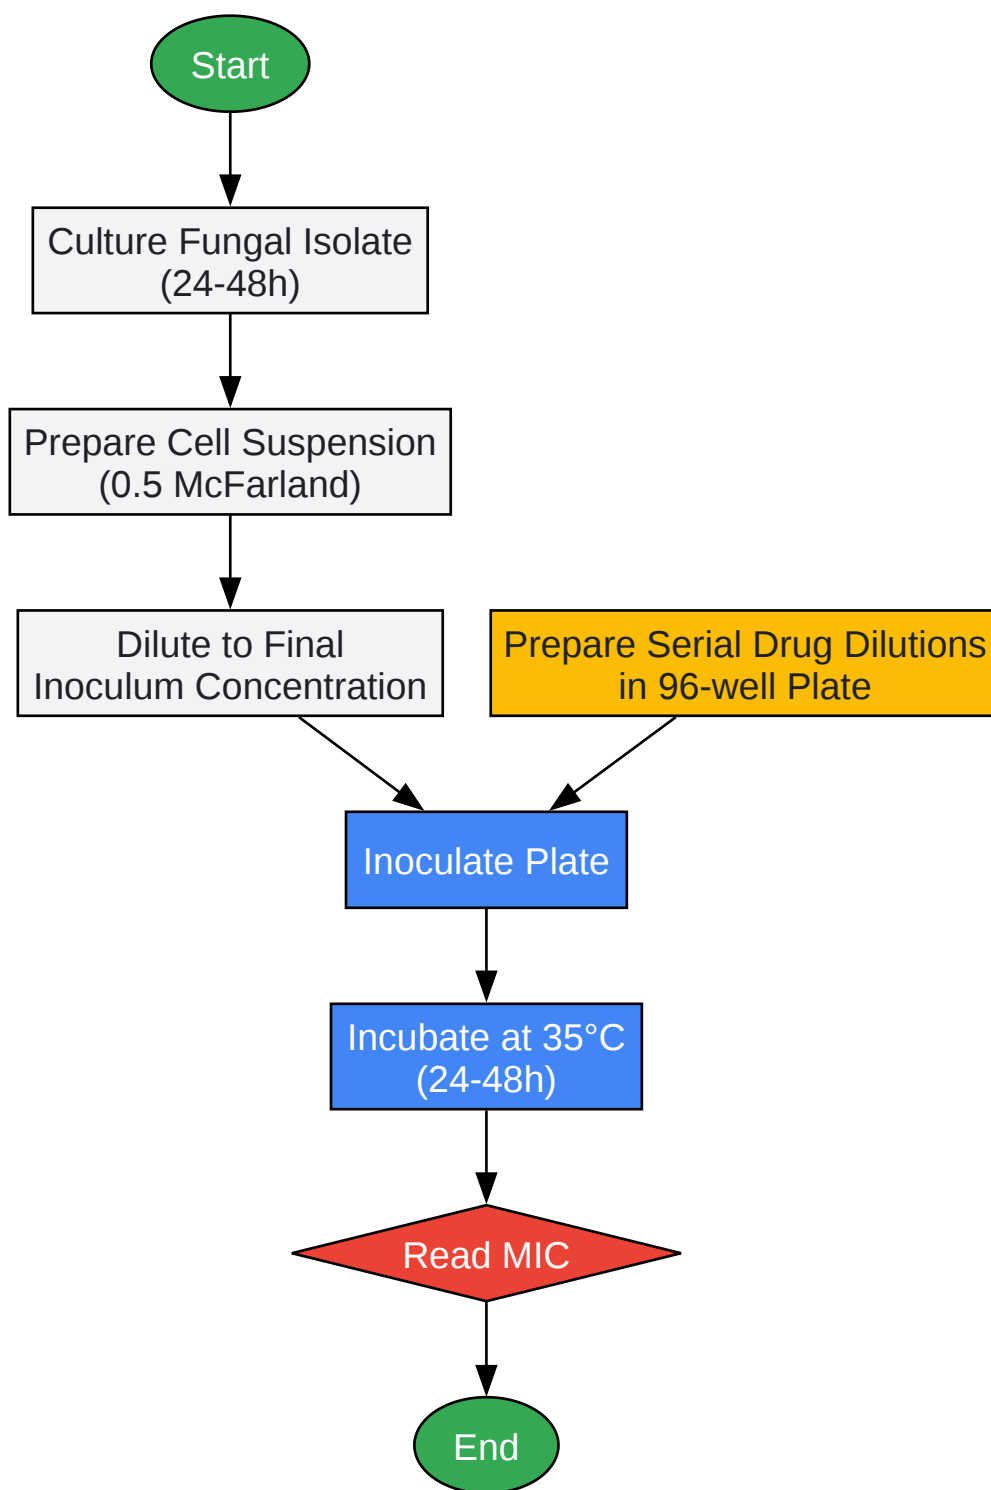 Start
Culture Fungal Isolate
(24-48h)
Prepare Cell Suspension
(0.5 McFarland)
Dilute to Final
Inoculum Concentration
Prepare Serial Drug Dilutions
in 96-well Plate
Inoculate Plate
Incubate at 35°C
(24-48h)
Read MIC
End